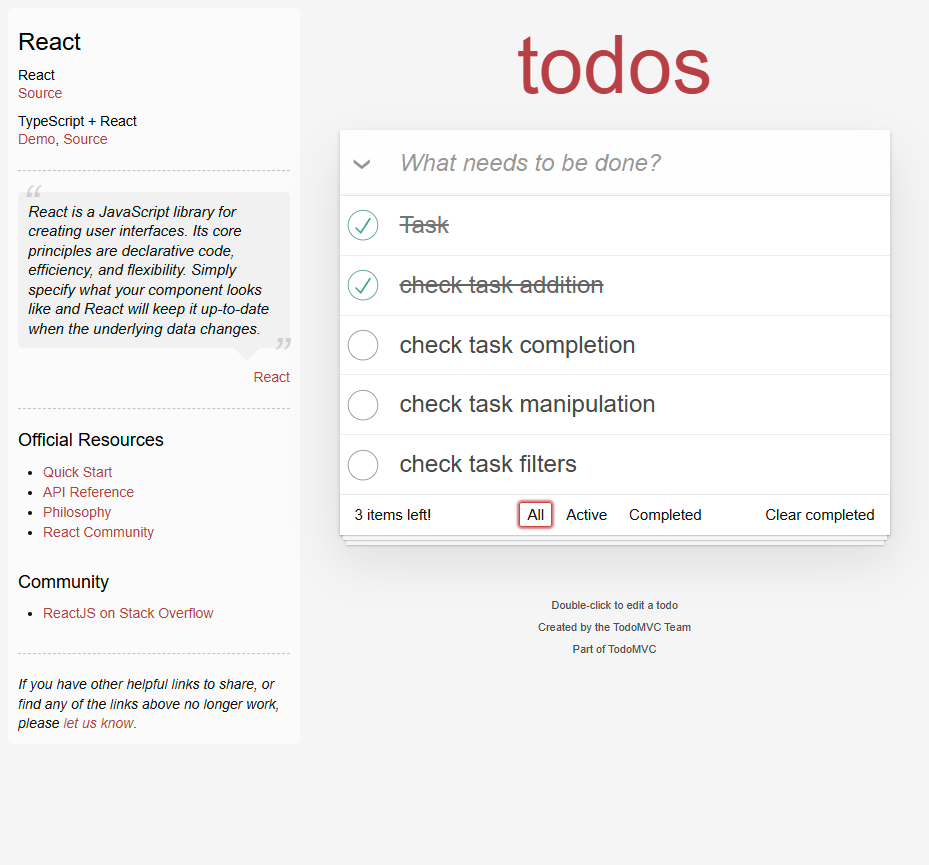 React
React
Source
TypeScript + React
Demo, Source
“
React is a JavaScript library for
creating user interfaces. Its core
principles are declarative code,
efficiency, and flexibility. Simply
specify what your component looks
like and React will keep it up-to-date
when the underlying data changes.
”
React
Official Resources
Quick Start
API Reference
Philosophy
React Community
Community
ReactJS on Stack Overflow
If you have other helpful links to share, or
find any of the links above no longer work,
please let us know.
todos
What needs to be done?
Task
check task addition
check task completion
check task manipulation
check task filters
3 items left! All Active Completed Clear completed
Double-click to edit a todo
Created by the TodoMVC Team
Part of TodoMVC